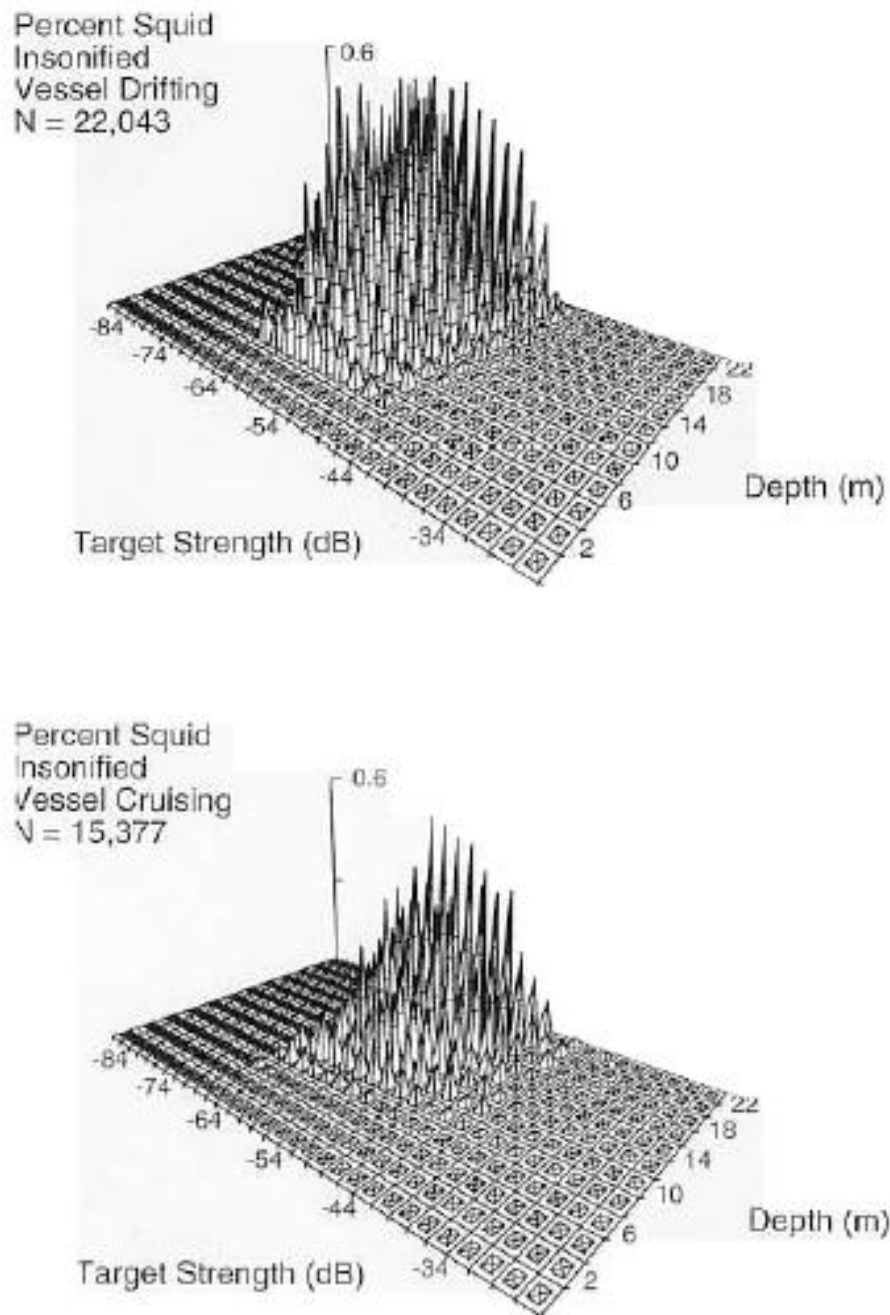 Percent Squid
Insonified
Vessel Drifting
N = 22,043
0.6
-84
-74
-64
-54
-44
-34
22
18
14
10
6
2
Depth (m)
Target Strength (dB)
Percent Squid
Insonified
Vessel Cruising
N = 15,377
0.6
-84
-74
-64
-54
-44
-34
22
18
14
10
6
2
Depth (m)
Target Strength (dB)